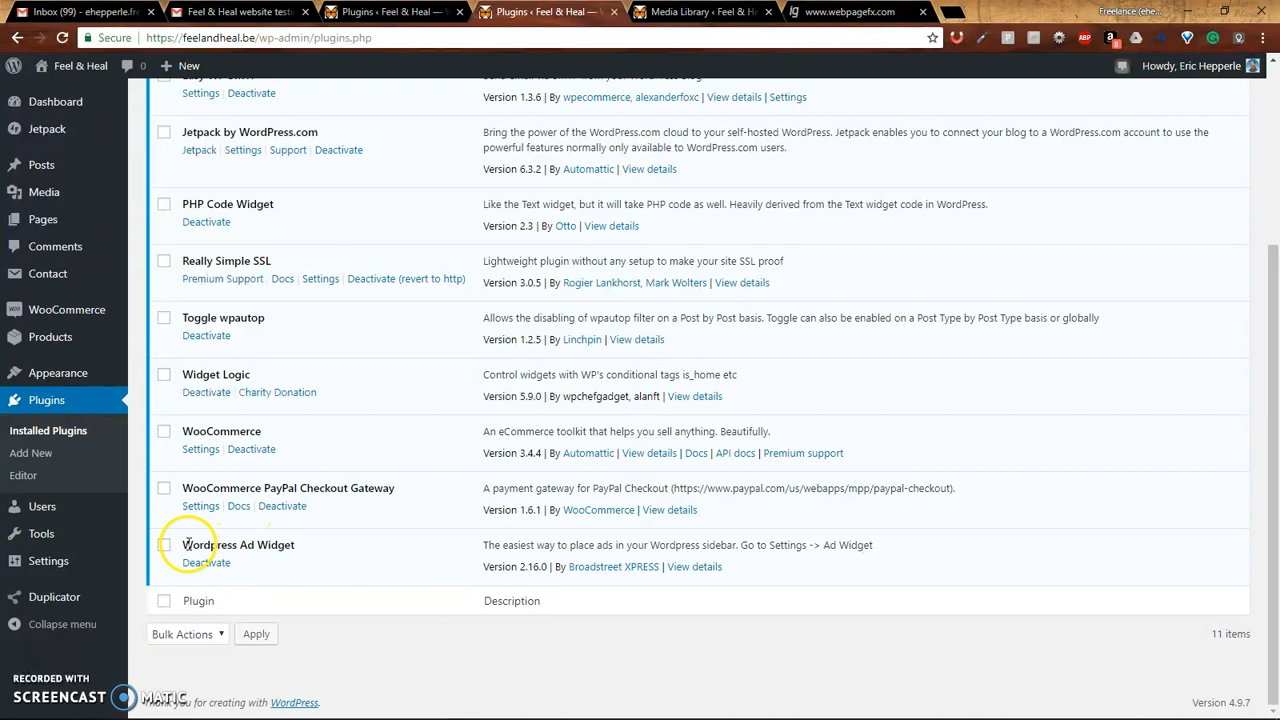 Inbox (99) - ehepperle.fre
Feel & Heal website testi
Plugins ‹ Feel & Heal — W
Plugins ‹ Feel & Heal — W
Media Library ‹ Feel & He
www.webpagefx.com
Freelance (ehe
Secure | https://feelandheal.be/wp-admin/plugins.php
Feel & Heal 0 + New
Howdy, Eric Hepperle
Dashboard
Jetpack
Posts
Media
Pages
Comments
Contact
WooCommerce
Products
Appearance
Plugins
Installed Plugins
Add New
Editor
Users
Tools
Settings
Duplicator
Collapse menu
Settings | Deactivate
Version 1.3.6 | By wpecommerce, alexanderfoxc | View details | Settings
Jetpack by WordPress.com
Jetpack | Settings | Support | Deactivate
Bring the power of the WordPress.com cloud to your self-hosted WordPress. Jetpack enables you to connect your blog to a WordPress.com account to use the
powerful features normally only available to WordPress.com users.
Version 6.3.2 | By Automattic | View details
PHP Code Widget
Deactivate
Like the Text widget, but it will take PHP code as well. Heavily derived from the Text widget code in WordPress.
Version 2.3 | By Otto | View details
Really Simple SSL
Premium Support | Docs | Settings | Deactivate (revert to http)
Lightweight plugin without any setup to make your site SSL proof
Version 3.0.5 | By Rogier Lankhorst, Mark Wolters | View details
Toggle wpautop
Deactivate
Allows the disabling of wpautop filter on a Post by Post basis. Toggle can also be enabled on a Post Type by Post Type basis or globally
Version 1.2.5 | By Linchpin | View details
Widget Logic
Deactivate | Charity Donation
Control widgets with WP's conditional tags is_home etc
Version 5.9.0 | By wpchefgadget, alanft | View details
WooCommerce
Settings | Deactivate
An eCommerce toolkit that helps you sell anything. Beautifully.
Version 3.4.4 | By Automattic | View details | Docs | API docs | Premium support
WooCommerce PayPal Checkout Gateway
Settings | Docs | Deactivate
A payment gateway for PayPal Checkout (https://www.paypal.com/us/webapps/mpp/paypal-checkout).
Version 1.6.1 | By WooCommerce | View details
Wordpress Ad Widget
Deactivate
The easiest way to place ads in your Wordpress sidebar. Go to Settings -> Ad Widget
Version 2.16.0 | By Broadstreet XPRESS | View details
Plugin
Description
Bulk Actions
Apply
11 items
RECORDED WITH
SCREENCAST MATIC
Thank you for creating with WordPress.
Version 4.9.7